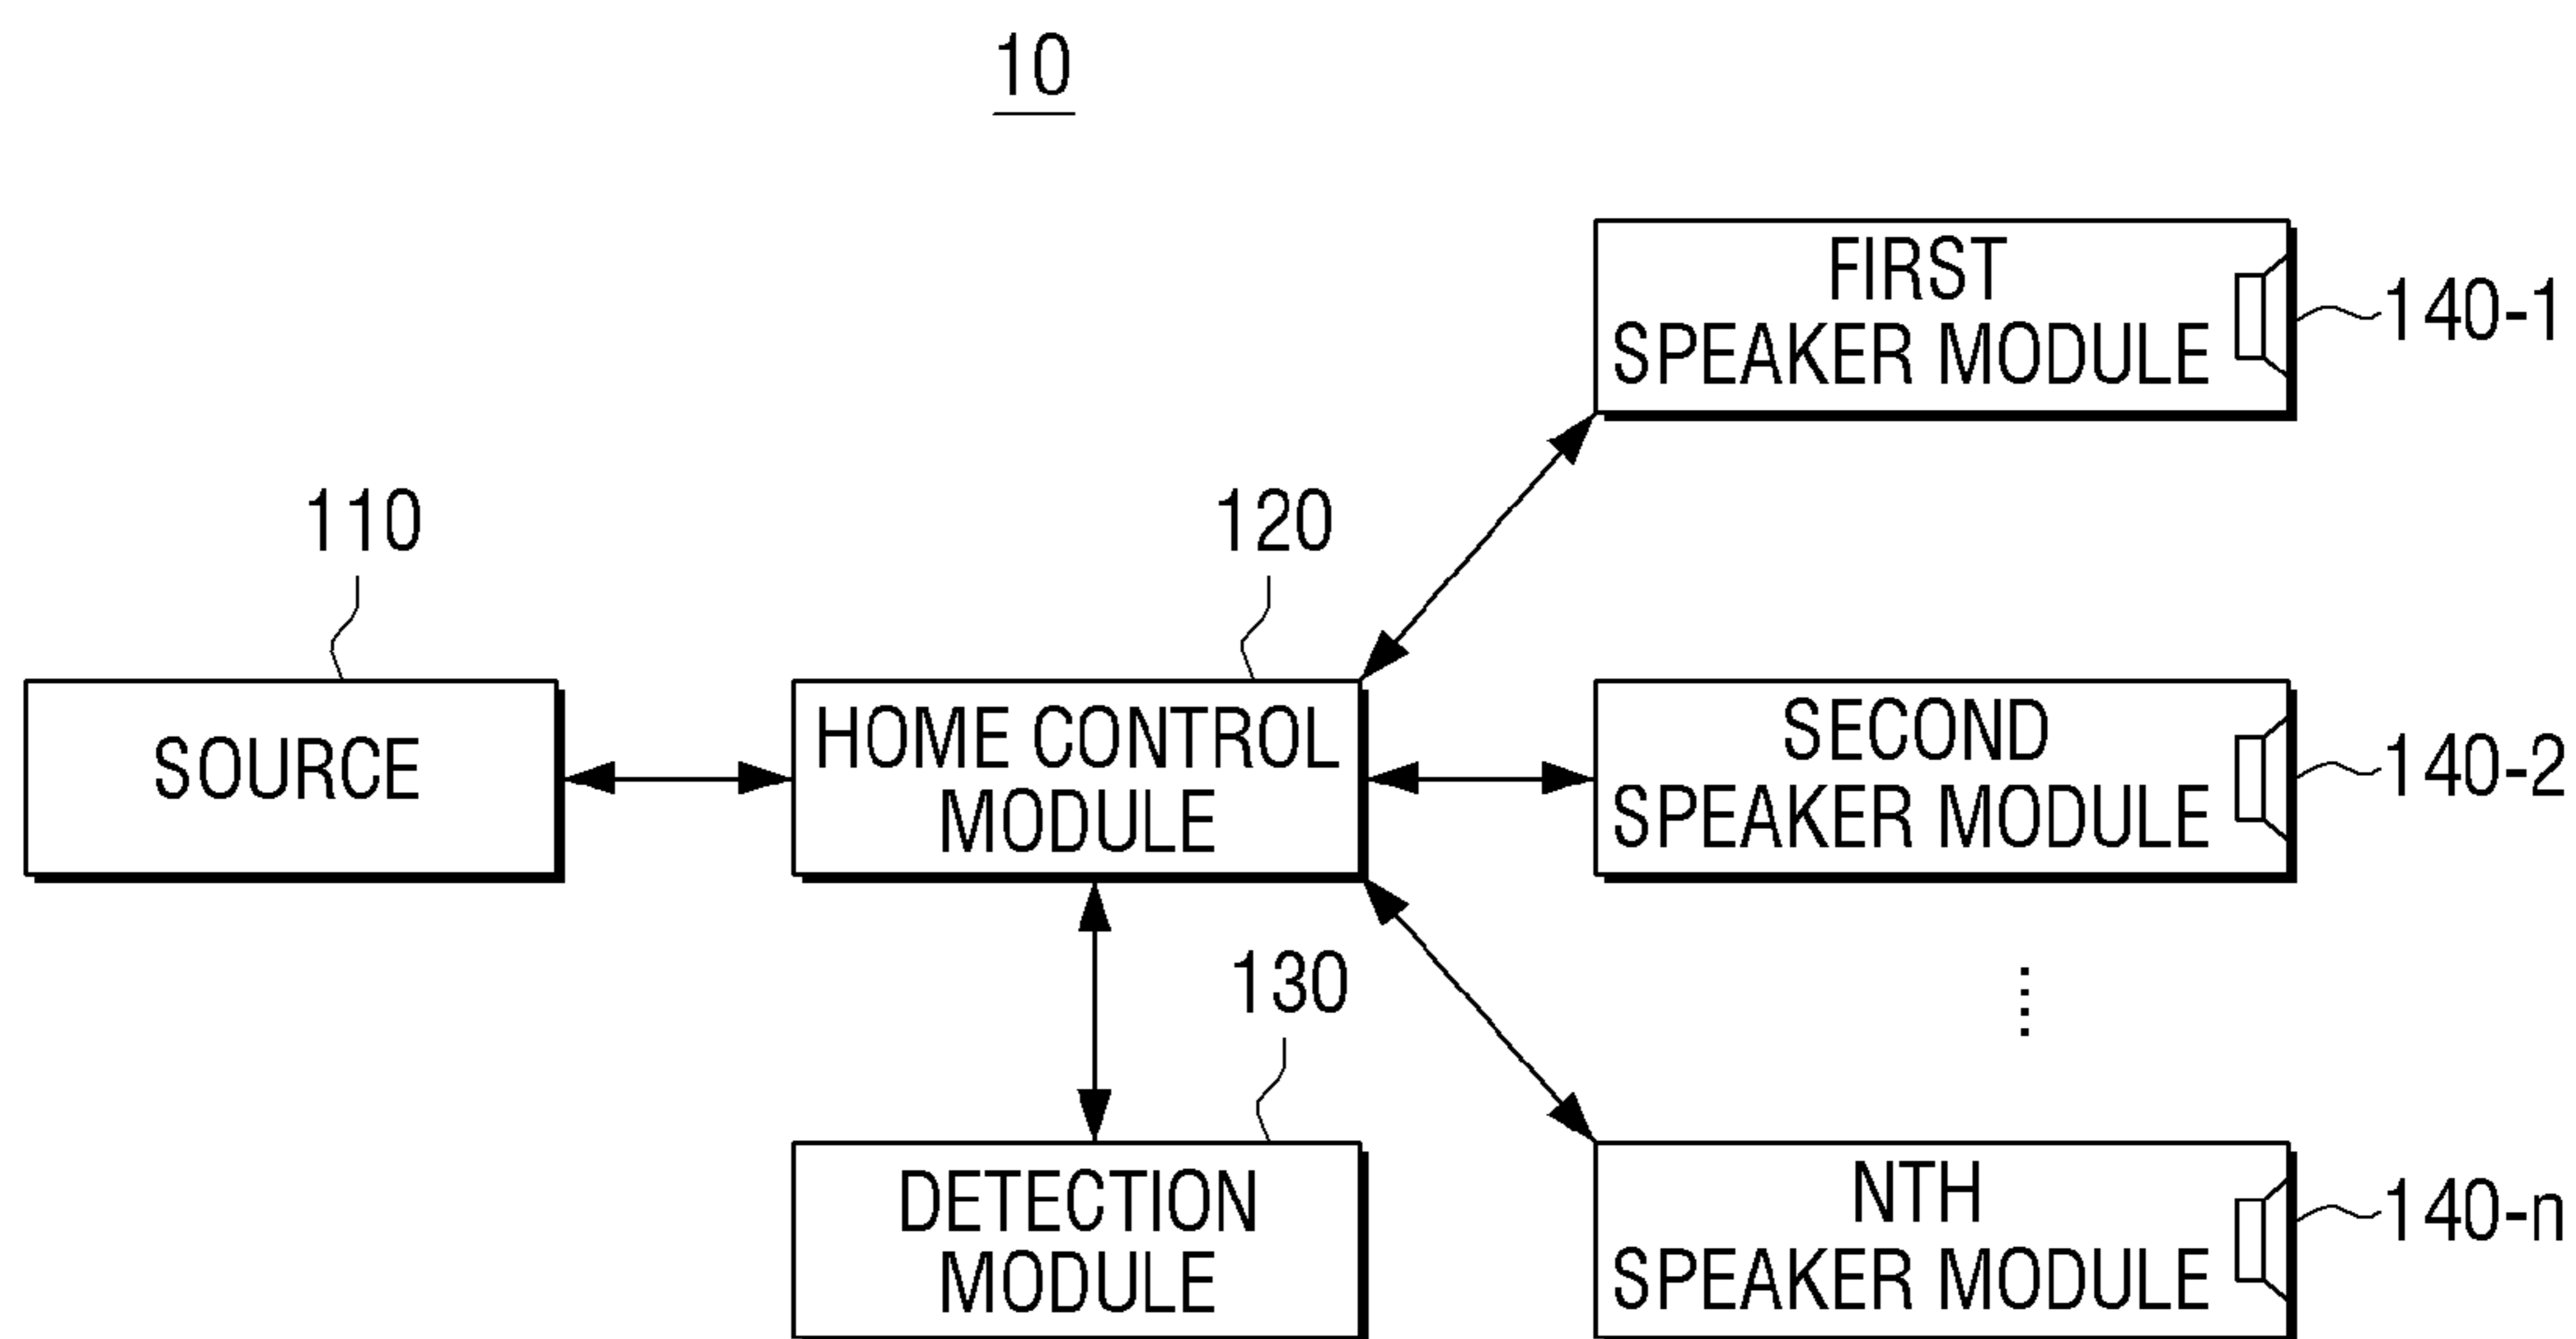 10
FIRST
SPEAKER MODULE
140-1
110
120
SOURCE
HOME CONTROL
MODULE
SECOND
SPEAKER MODULE
140-2
130
DETECTION
MODULE
NTH
SPEAKER MODULE
140-n